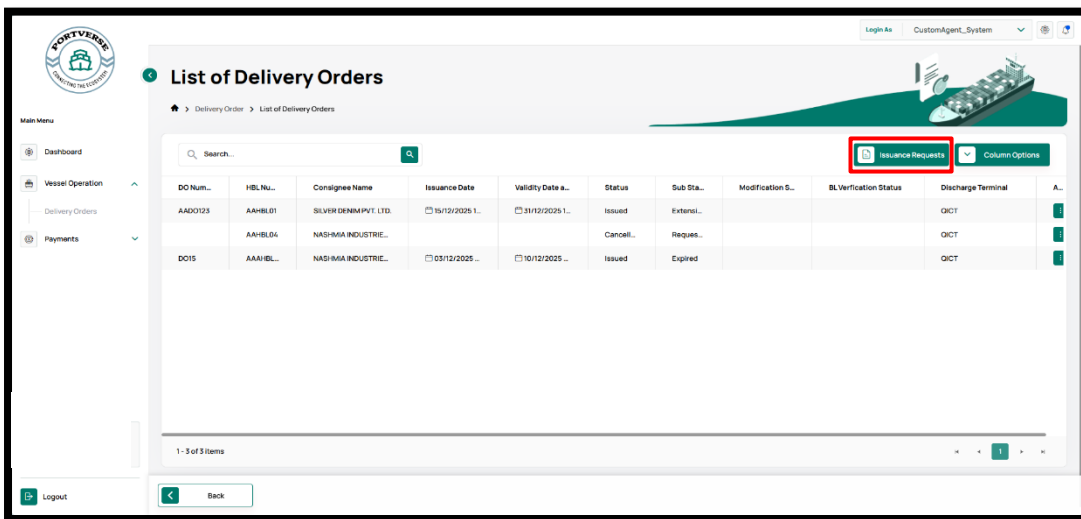 Login As CustomAgent_System
PORTVERSE
CONNECTING THE ECOSYSTEM
List of Delivery Orders
Delivery Order > List of Delivery Orders
Main Menu
Dashboard
Vessel Operation
Delivery Orders
Payments
Search...
Issuance Requests
Column Options
DO Num... HBL Nu... Consignee Name Issuance Date Validity Date a... Status Sub Sta... Modification S... BL Verfication Status Discharge Terminal A...
AADO123 AAHBL01 SILVER DENIM PVT. LTD. 15/12/2025 1... 31/12/2025 1... Issued Extensi... QICT
AAHBL04 NASHMIA INDUSTRIE... Cancell... Reques... QICT
DO15 AAAHBL... NASHMIA INDUSTRIE... 03/12/2025 ... 10/12/2025 ... Issued Expired QICT
1 - 3 of 3 items
1
Logout
Back